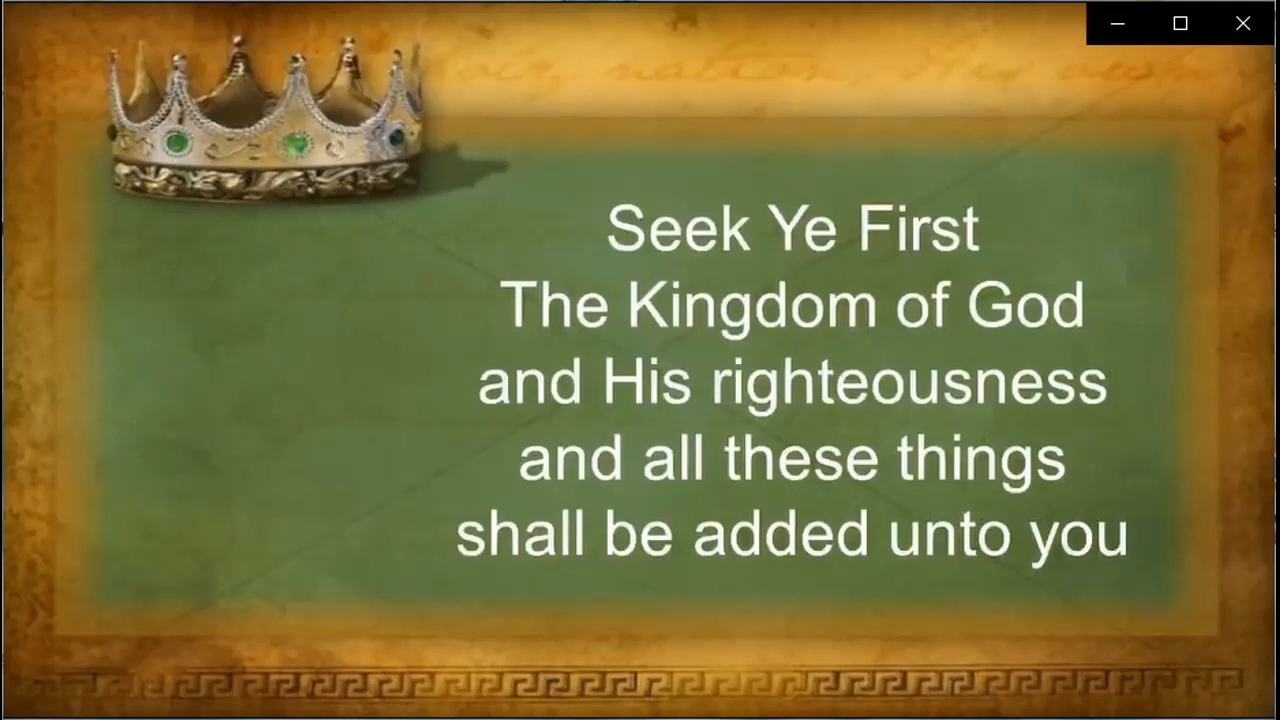 Seek Ye First
The Kingdom of God
and His righteousness
and all these things
shall be added unto you